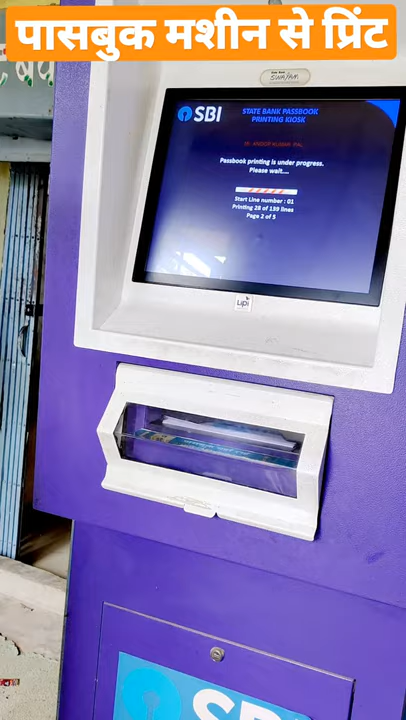 पासबुक मशीन से प्रिंट
SWAYAM
SBI
STATE BANK PASSBOOK
PRINTING KIOSK
Passbook printing is under progress.
Please wait....
Start Line number : 01
Printing 28 of 139 lines
Page 2 of 5
Lipi
SBI